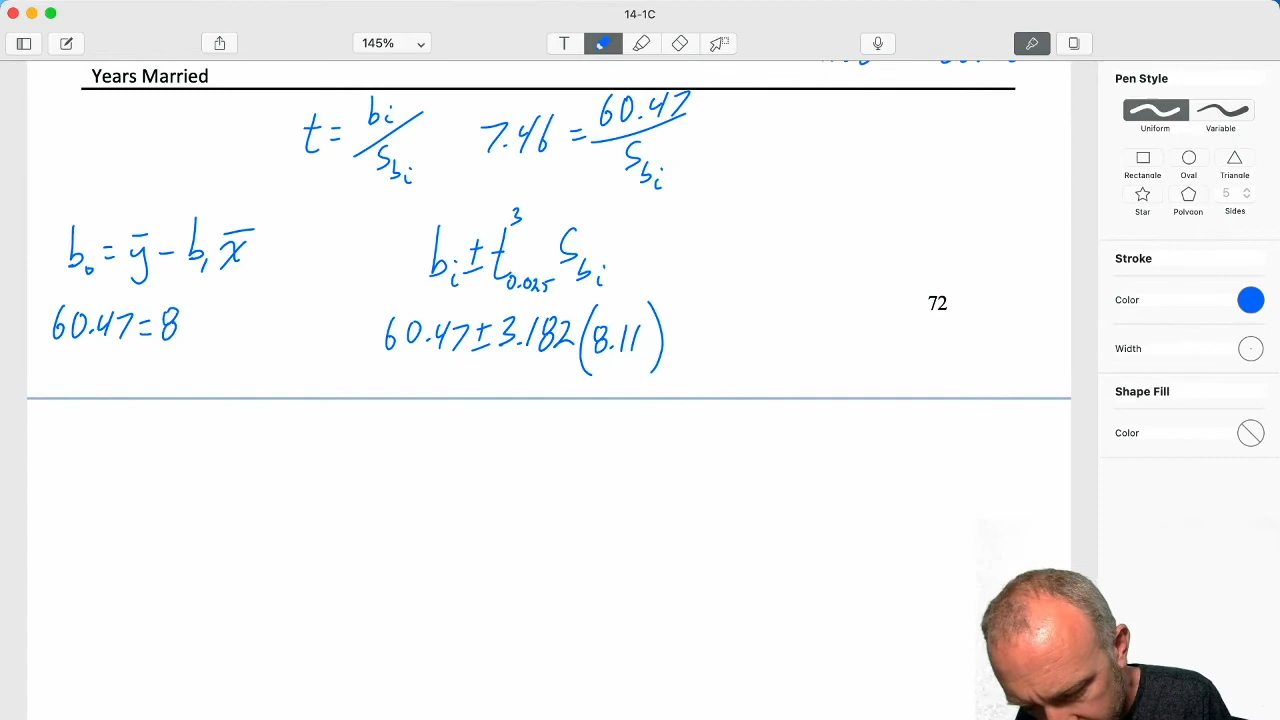 14-1C
145%
T
Years Married
t = bi/Sbi 7.46 = 60.47/Sbi
b₀ = ȳ − b₁x̄
bi ± t³0.025 Sbi
60.47 = 8
60.47 ± 3.182(8.11)
72
Pen Style
Uniform Variable
Rectangle Oval Triangle
5
Star Polygon Sides
Stroke
Color
Width
Shape Fill
Color